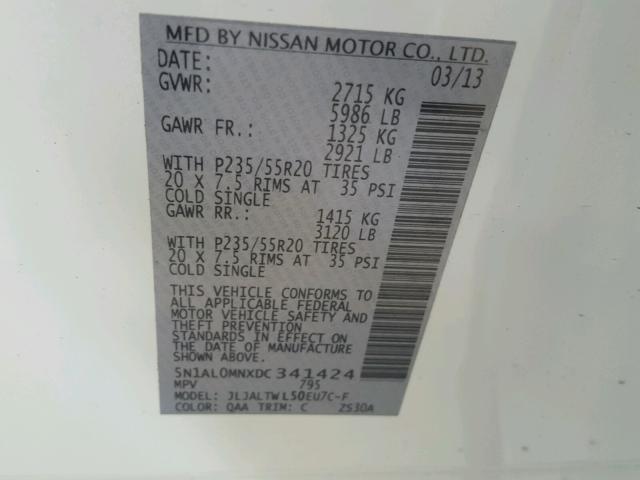 MFD BY NISSAN MOTOR CO., LTD.
DATE: 03/13
GVWR: 2715 KG
5986 LB
GAWR FR.: 1325 KG
2921 LB
WITH P235/55R20 TIRES
20 X 7.5 RIMS AT 35 PSI
COLD SINGLE
GAWR RR.: 1415 KG
3120 LB
WITH P235/55R20 TIRES
20 X 7.5 RIMS AT 35 PSI
COLD SINGLE
THIS VEHICLE CONFORMS TO
ALL APPLICABLE FEDERAL
MOTOR VEHICLE SAFETY AND
THEFT PREVENTION
STANDARDS IN EFFECT ON
THE DATE OF MANUFACTURE
SHOWN ABOVE.
5N1AL0MNXDC341424
MPV 795
MODEL: JLJALTWL50EU7C-F
COLOR: QAA TRIM: C ZS30A